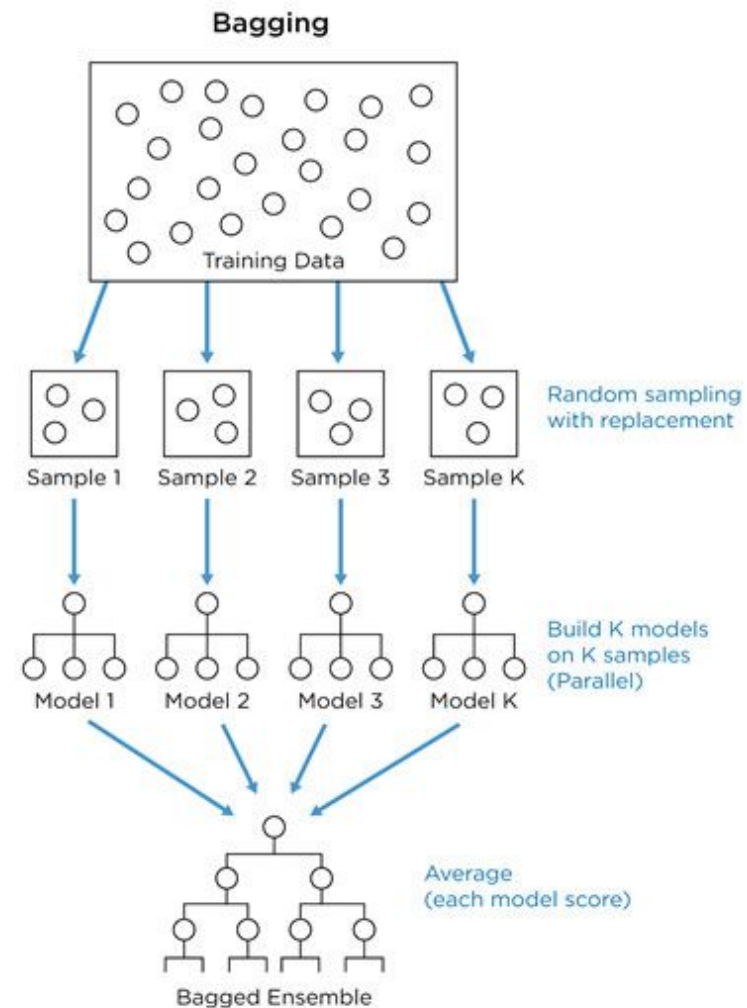 Bagging
Training Data
Sample 1
Sample 2
Sample 3
Sample K
Random sampling
with replacement
Model 1
Model 2
Model 3
Model K
Build K models
on K samples
(Parallel)
Average
(each model score)
Bagged Ensemble